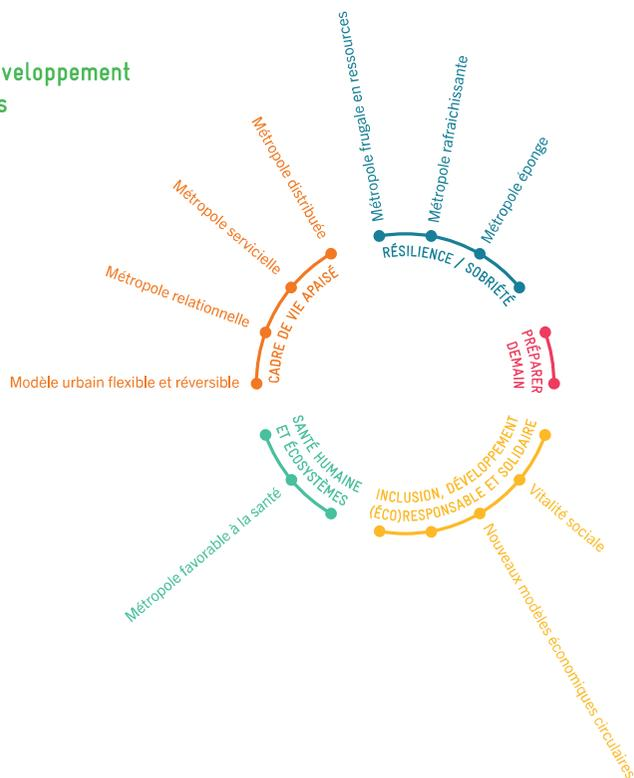 veloppement
s
Métropole frugale en ressources
Métropole rafraichissante
Métropole éponge
RÉSILIENCE / SOBRIÉTÉ
Métropole distribuée
Métropole servicielle
Métropole relationnelle
Modèle urbain flexible et réversible
CADRE DE VIE APAISÉ
PRÉPARER
DEMAIN
SANTÉ HUMAINE
ET ÉCOSYSTÈMES
Métropole favorable à la santé
INCLUSION, DÉVELOPPEMENT
(ÉCO)RESPONSABLE ET SOLIDAIRE
Vitalité sociale
Nouveaux modèles économiques circulaires